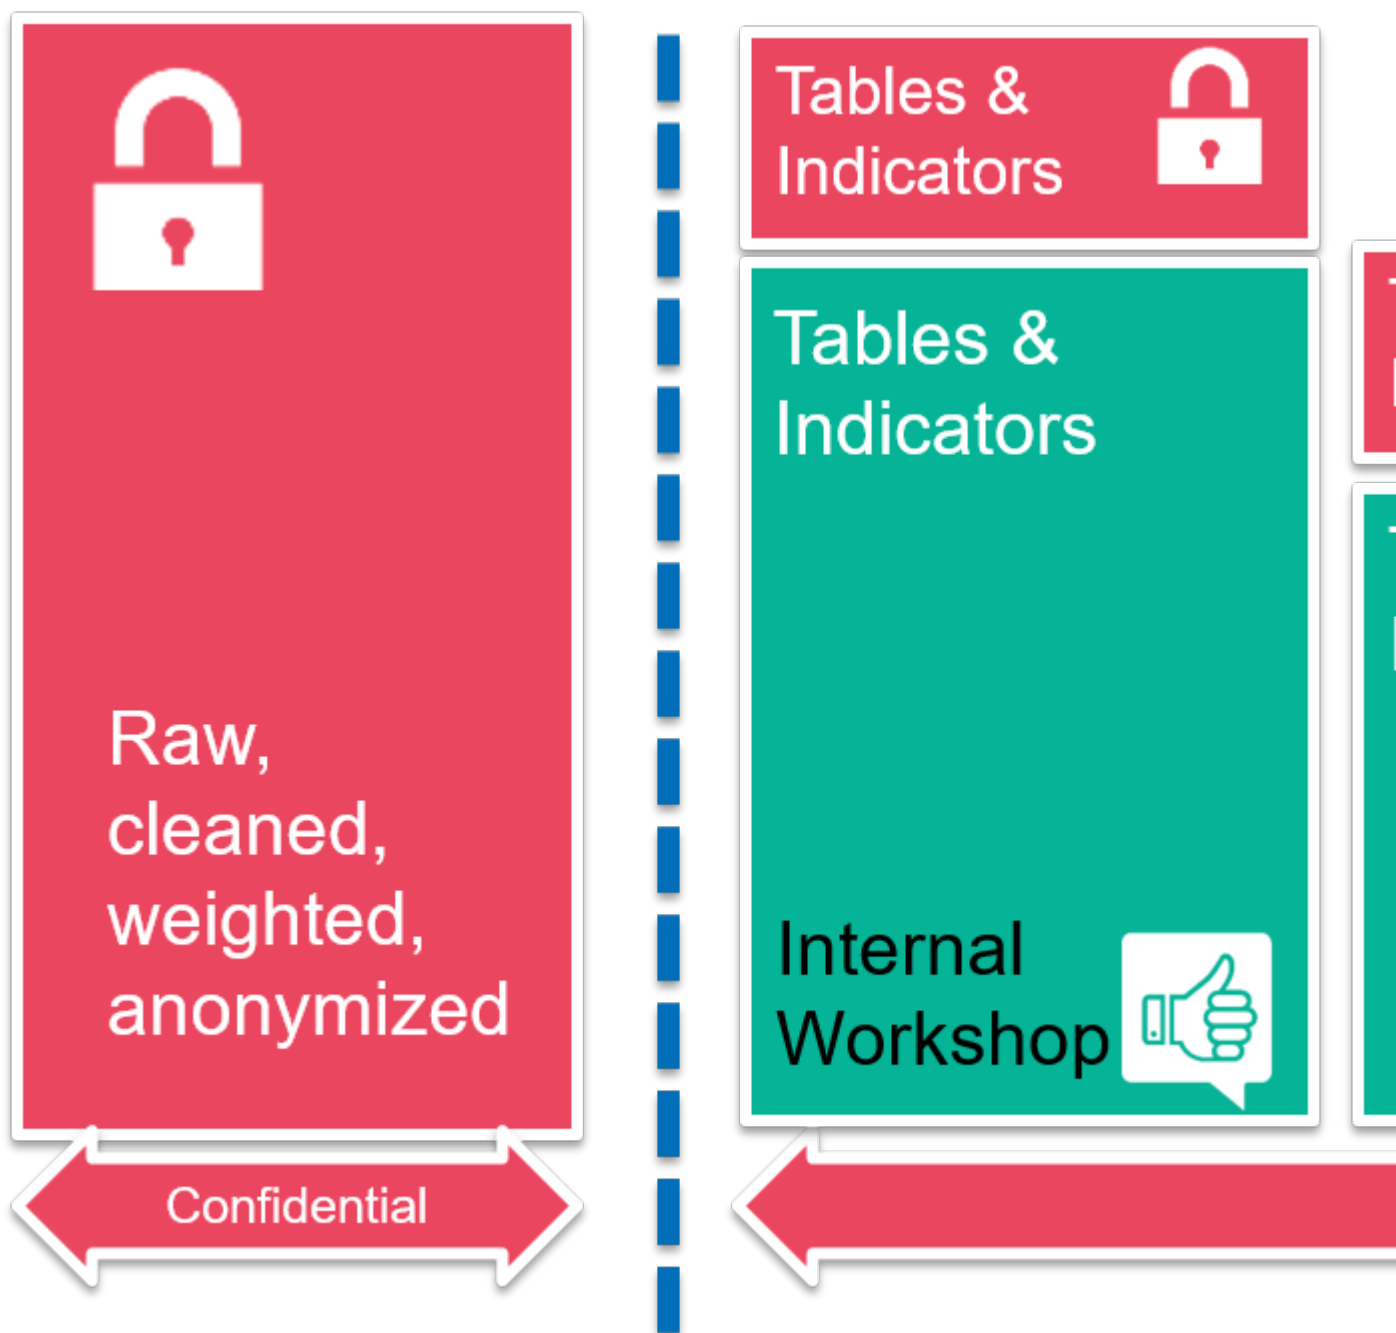 Raw,
cleaned,
weighted,
anonymized
Confidential
Tables &
Indicators
Tables &
Indicators
Internal
Workshop